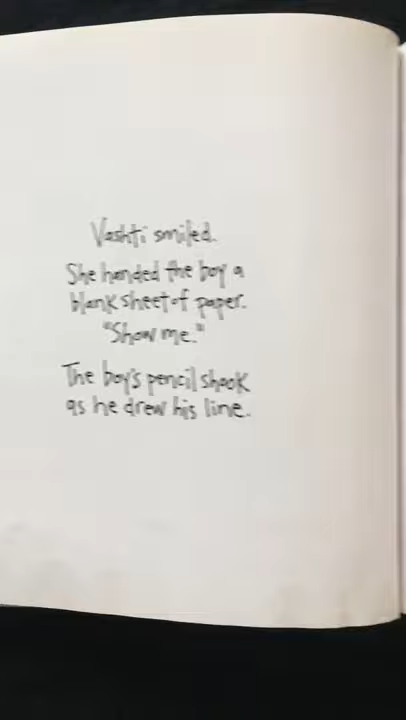 Vashti smiled.
She handed the boy a
blank sheet of paper.
"Show me."
The boy's pencil shook
as he drew his line.